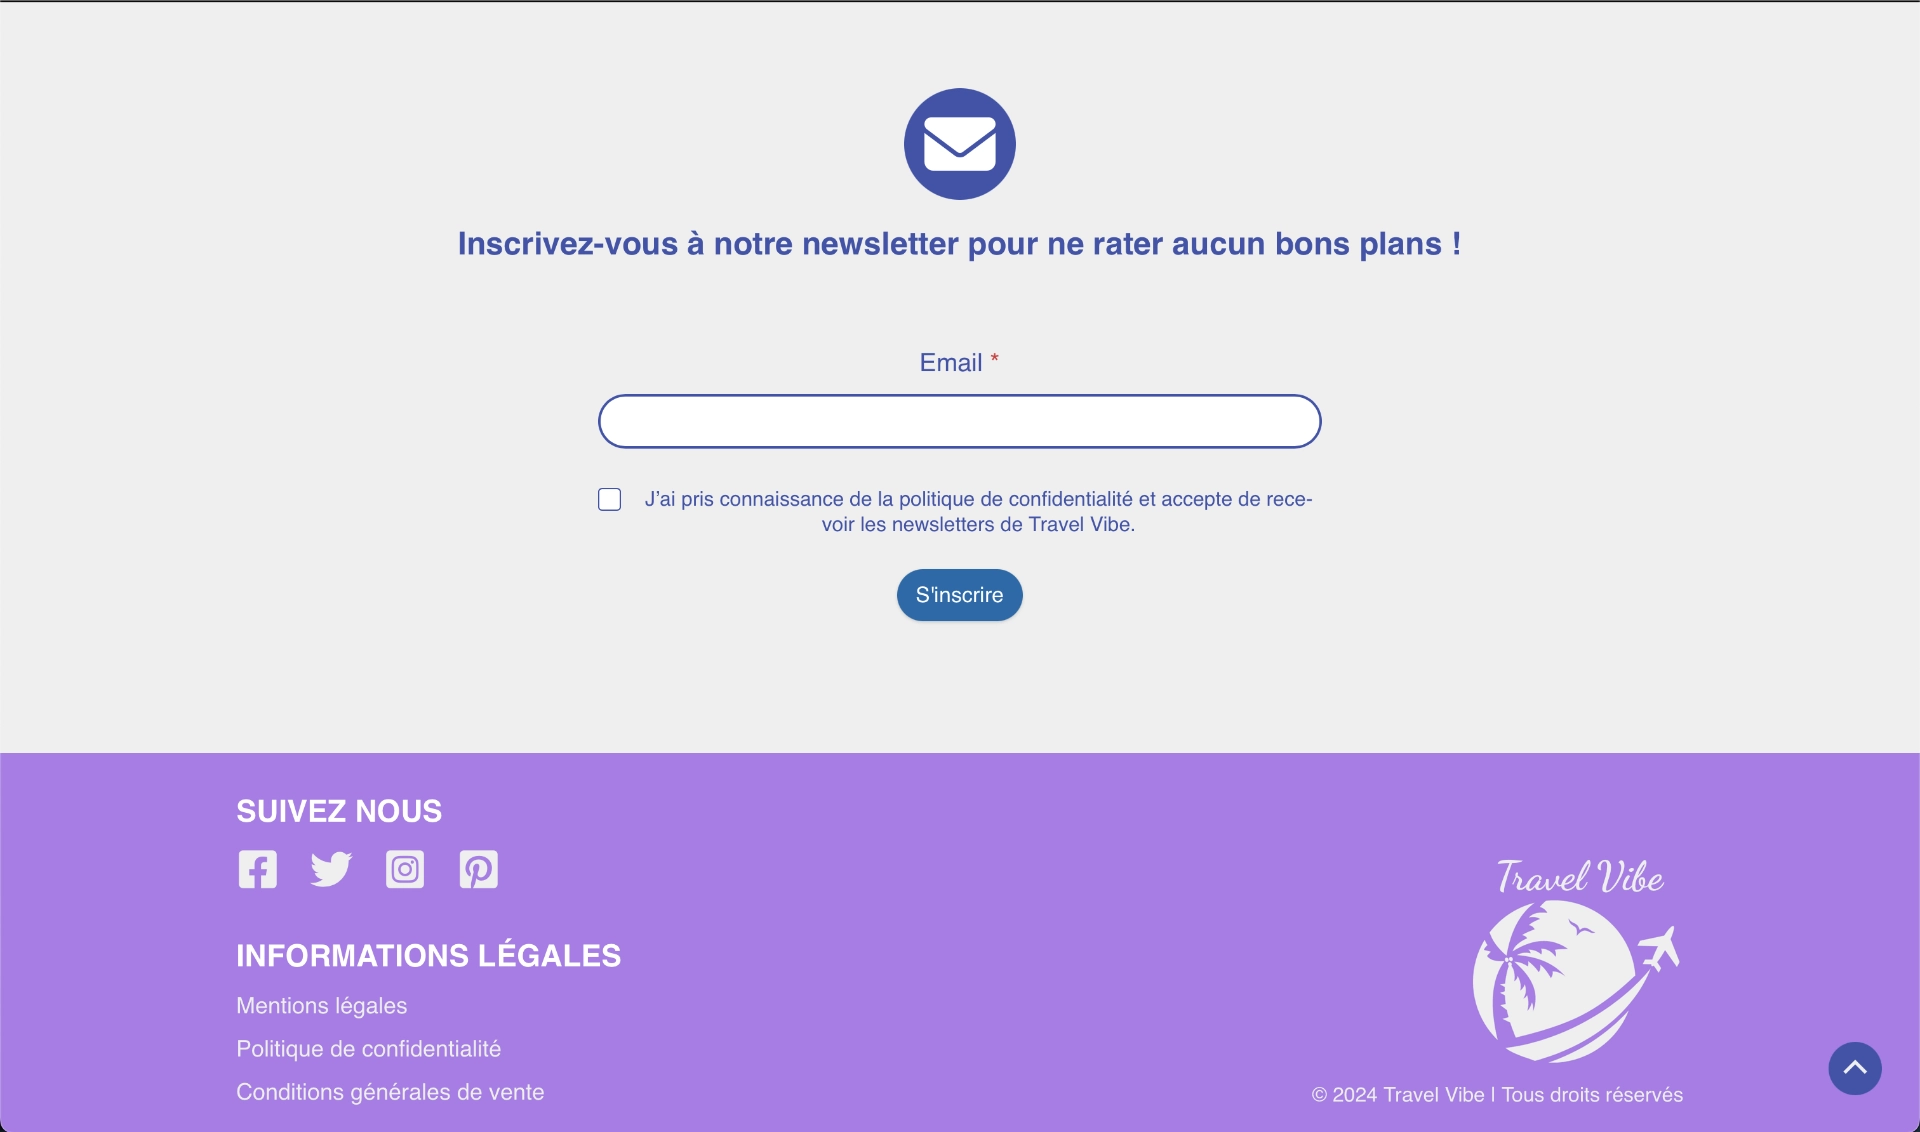 Inscrivez-vous à notre newsletter pour ne rater aucun bons plans !
Email *
J’ai pris connaissance de la politique de confidentialité et accepte de rece-
voir les newsletters de Travel Vibe.
S'inscrire
SUIVEZ NOUS
INFORMATIONS LÉGALES
Mentions légales
Politique de confidentialité
Conditions générales de vente
Travel Vibe
© 2024 Travel Vibe | Tous droits réservés